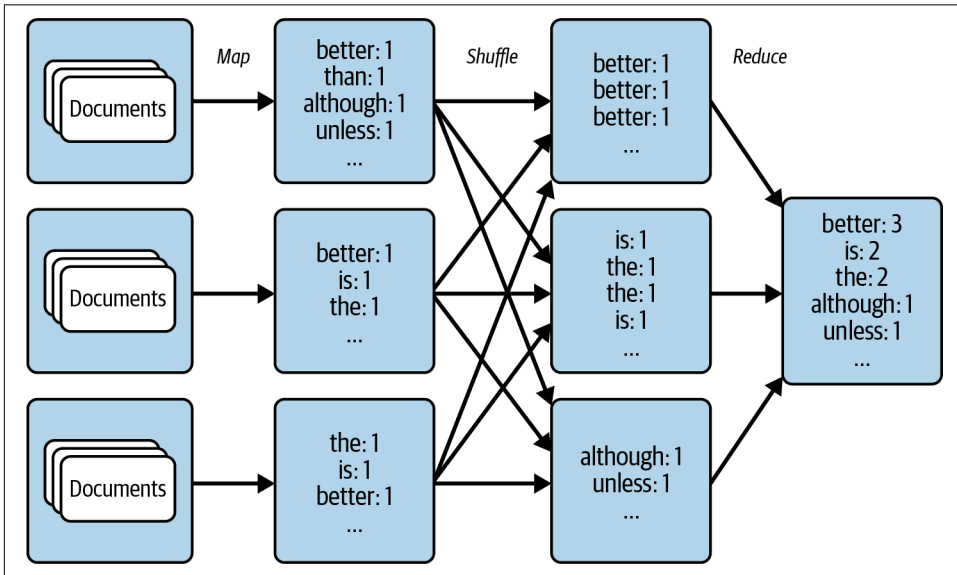 Map
Shuffle
Reduce
Documents
better: 1
than: 1
although: 1
unless: 1
...
better: 1
better: 1
better: 1
...
Documents
better: 1
is: 1
the: 1
...
is: 1
the: 1
the: 1
is: 1
...
better: 3
is: 2
the: 2
although: 1
unless: 1
...
Documents
the: 1
is: 1
better: 1
...
although: 1
unless: 1
...